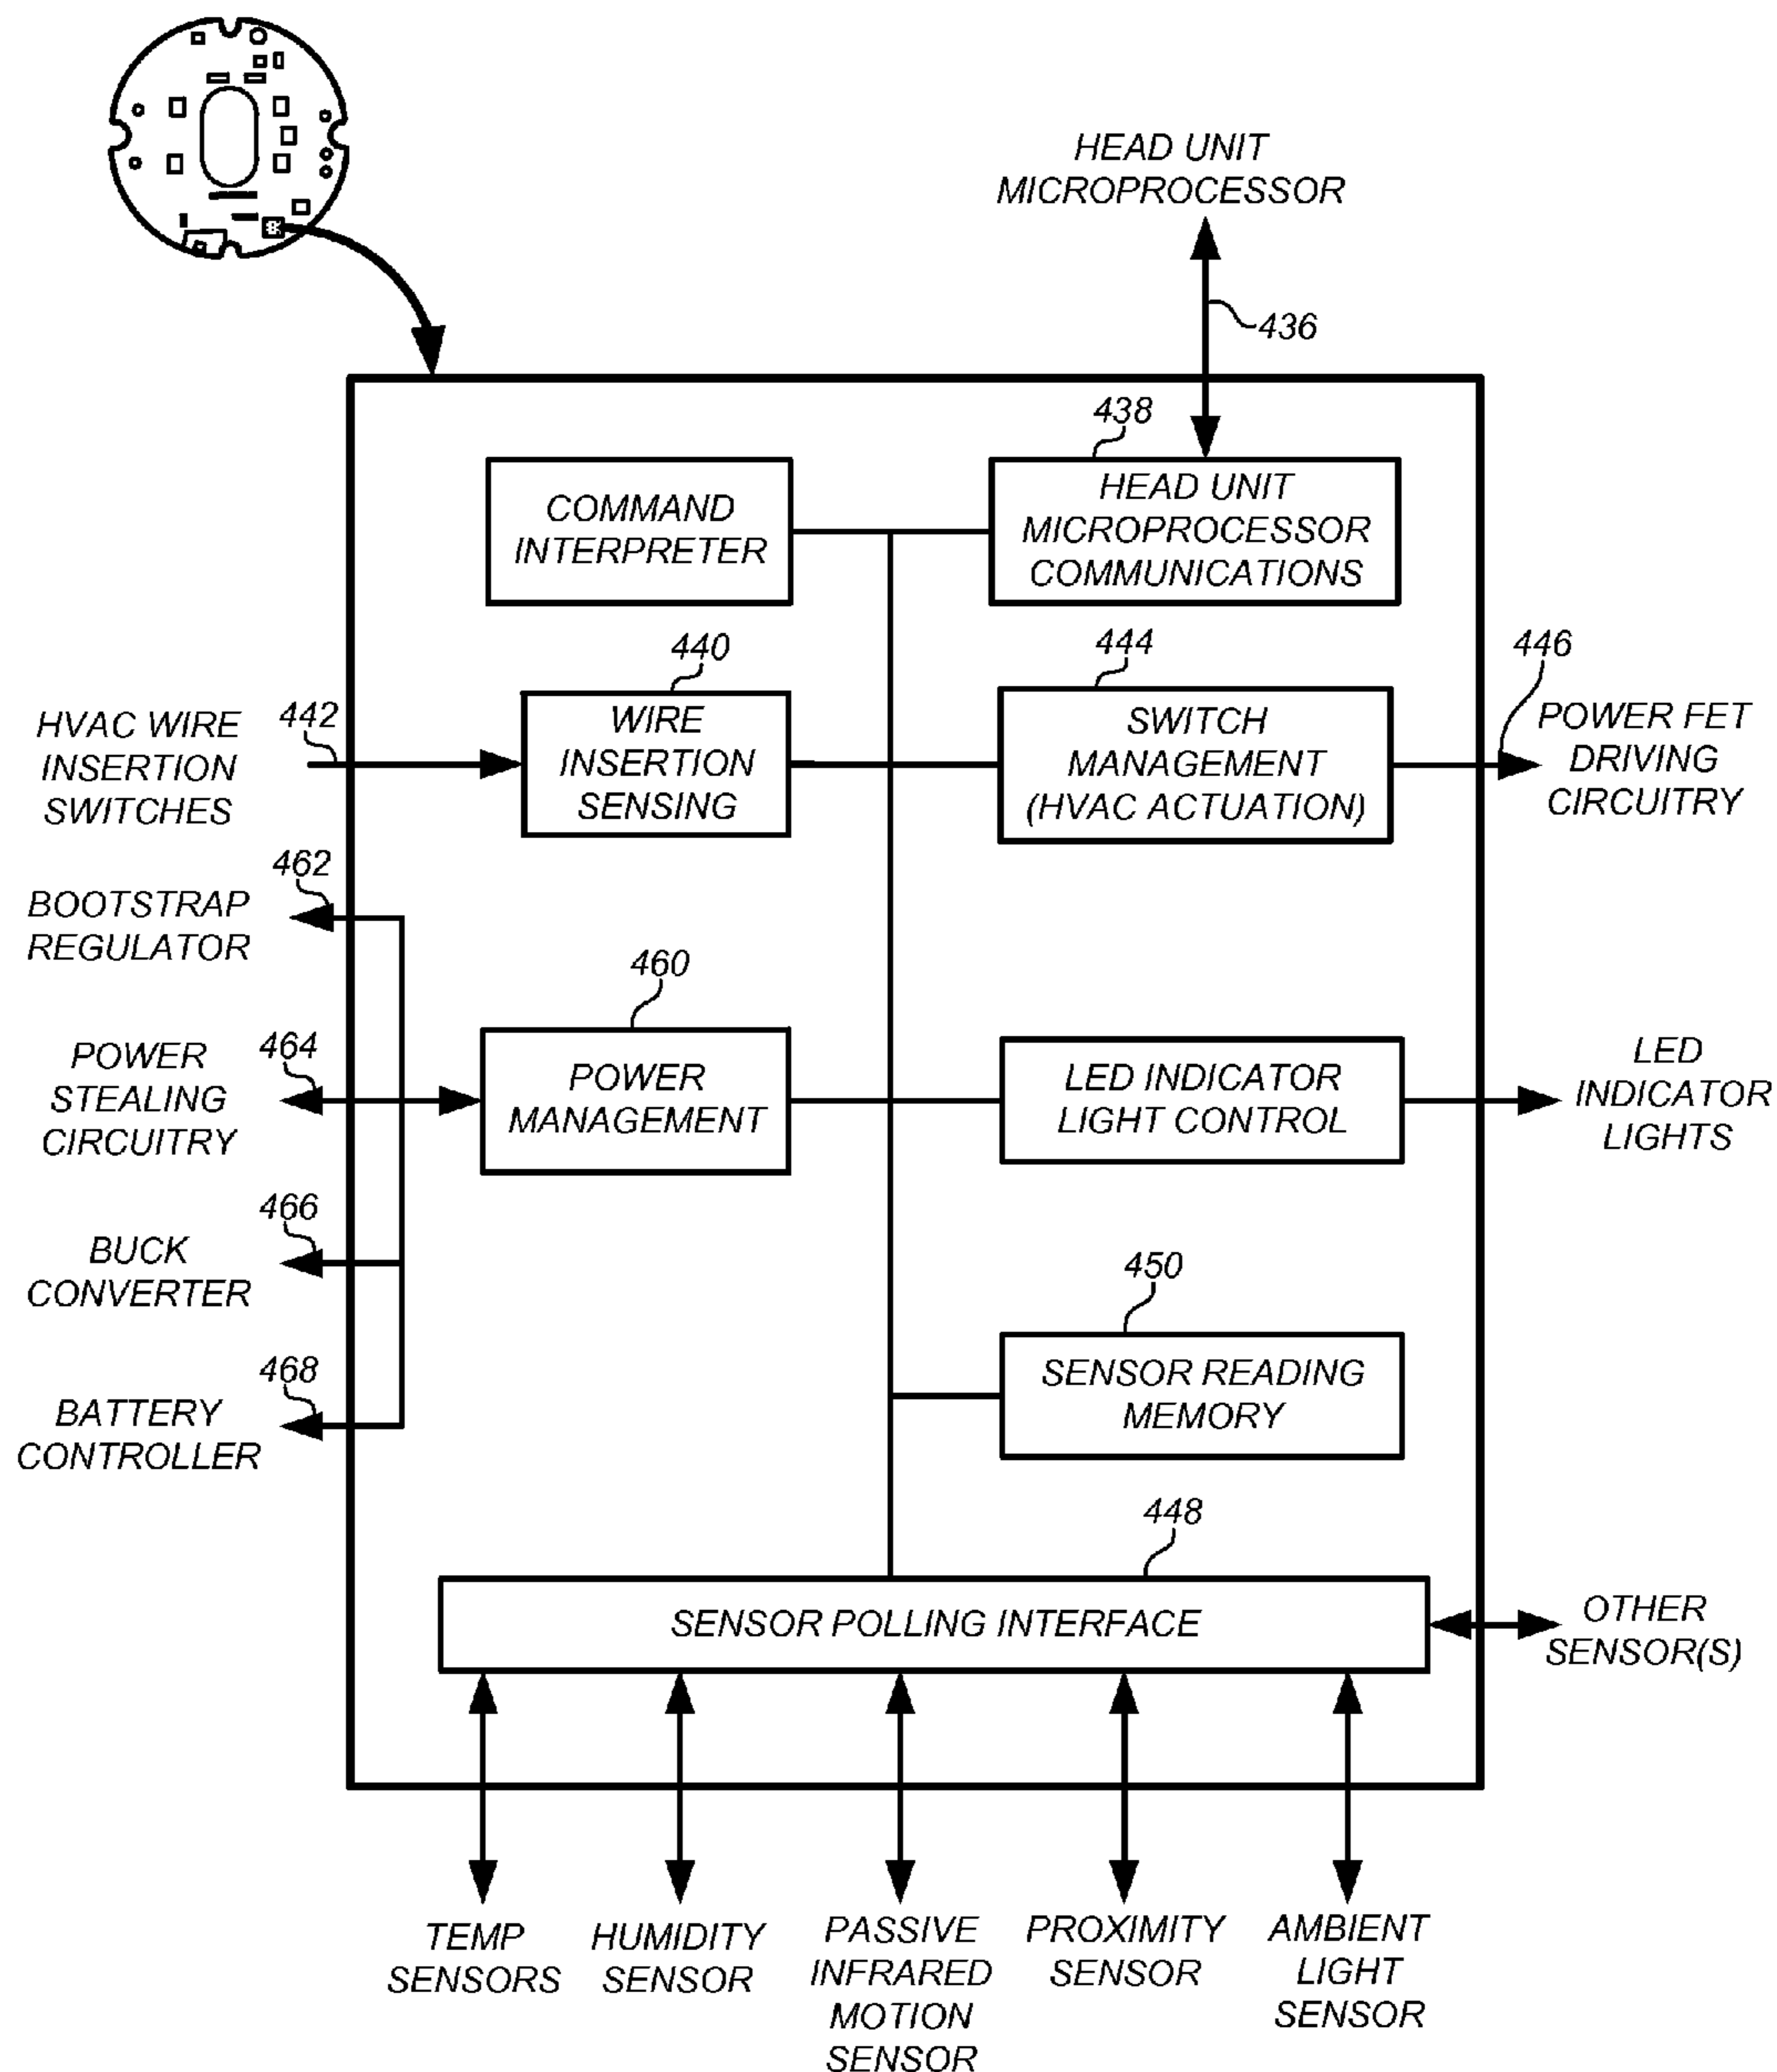 HEAD UNIT
MICROPROCESSOR
436
438
COMMAND
INTERPRETER
HEAD UNIT
MICROPROCESSOR
COMMUNICATIONS
440
444
446
HVAC WIRE
INSERTION
SWITCHES
442
WIRE
INSERTION
SENSING
SWITCH
MANAGEMENT
(HVAC ACTUATION)
POWER FET
DRIVING
CIRCUITRY
462
BOOTSTRAP
REGULATOR
460
POWER
STEALING
CIRCUITRY
464
POWER
MANAGEMENT
LED INDICATOR
LIGHT CONTROL
LED
INDICATOR
LIGHTS
466
BUCK
CONVERTER
450
SENSOR READING
MEMORY
468
BATTERY
CONTROLLER
448
SENSOR POLLING INTERFACE
OTHER
SENSOR(S)
TEMP
SENSORS
HUMIDITY
SENSOR
PASSIVE
INFRARED
MOTION
SENSOR
PROXIMITY
SENSOR
AMBIENT
LIGHT
SENSOR